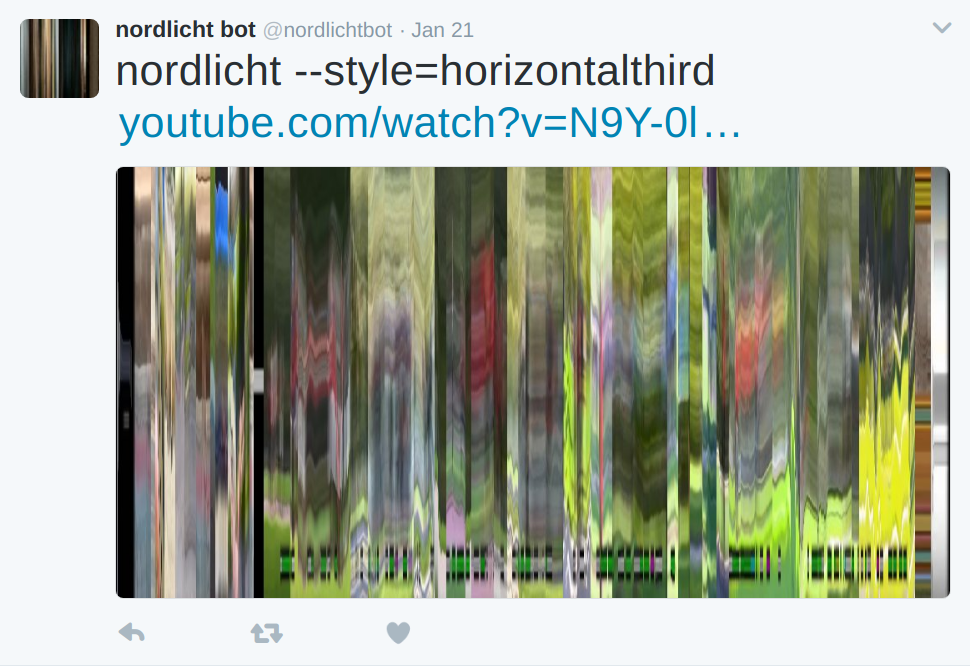 nordlicht bot @nordlichtbot · Jan 21
nordlicht --style=horizontalthird
youtube.com/watch?v=N9Y-0l…